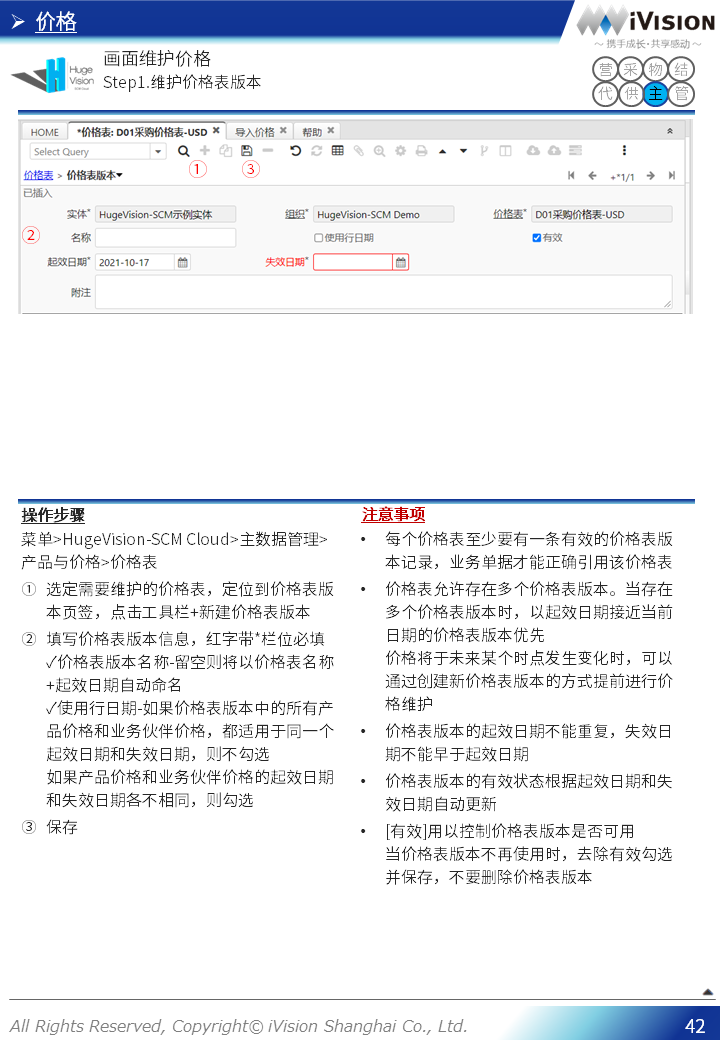 ➢ 价格
iVISION
～ 携手成长·共享感动 ～
Huge
Vision
画面维护价格
Step1.维护价格表版本
营 采 物 结
代 供 主 管
HOME *价格表: D01采购价格表-USD × 导入价格 × 帮助 ×
Select Query
① ③
价格表 > 价格表版本 +*1/1
已插入
实体* HugeVision-SCM示例实体 组织* HugeVision-SCM Demo 价格表* D01采购价格表-USD
② 名称 使用行日期 有效
起效日期* 2021-10-17 失效日期*
附注
操作步骤
菜单>HugeVision-SCM Cloud>主数据管理>
产品与价格>价格表
① 选定需要维护的价格表，定位到价格表版
本页签，点击工具栏+新建价格表版本
② 填写价格表版本信息，红字带*栏位必填
✓价格表版本名称-留空则将以价格表名称
+起效日期自动命名
✓使用行日期-如果价格表版本中的所有产
品价格和业务伙伴价格，都适用于同一个
起效日期和失效日期，则不勾选
如果产品价格和业务伙伴价格的起效日期
和失效日期各不相同，则勾选
③ 保存
注意事项
• 每个价格表至少要有一条有效的价格表版
本记录，业务单据才能正确引用该价格表
• 价格表允许存在多个价格表版本。当存在
多个价格表版本时，以起效日期接近当前
日期的价格表版本优先
价格将于未来某个时点发生变化时，可以
通过创建新价格表版本的方式提前进行价
格维护
• 价格表版本的起效日期不能重复，失效日
期不能早于起效日期
• 价格表版本的有效状态根据起效日期和失
效日期自动更新
• [有效]用以控制价格表版本是否可用
当价格表版本不再使用时，去除有效勾选
并保存，不要删除价格表版本
All Rights Reserved, Copyright© iVision Shanghai Co., Ltd.
42